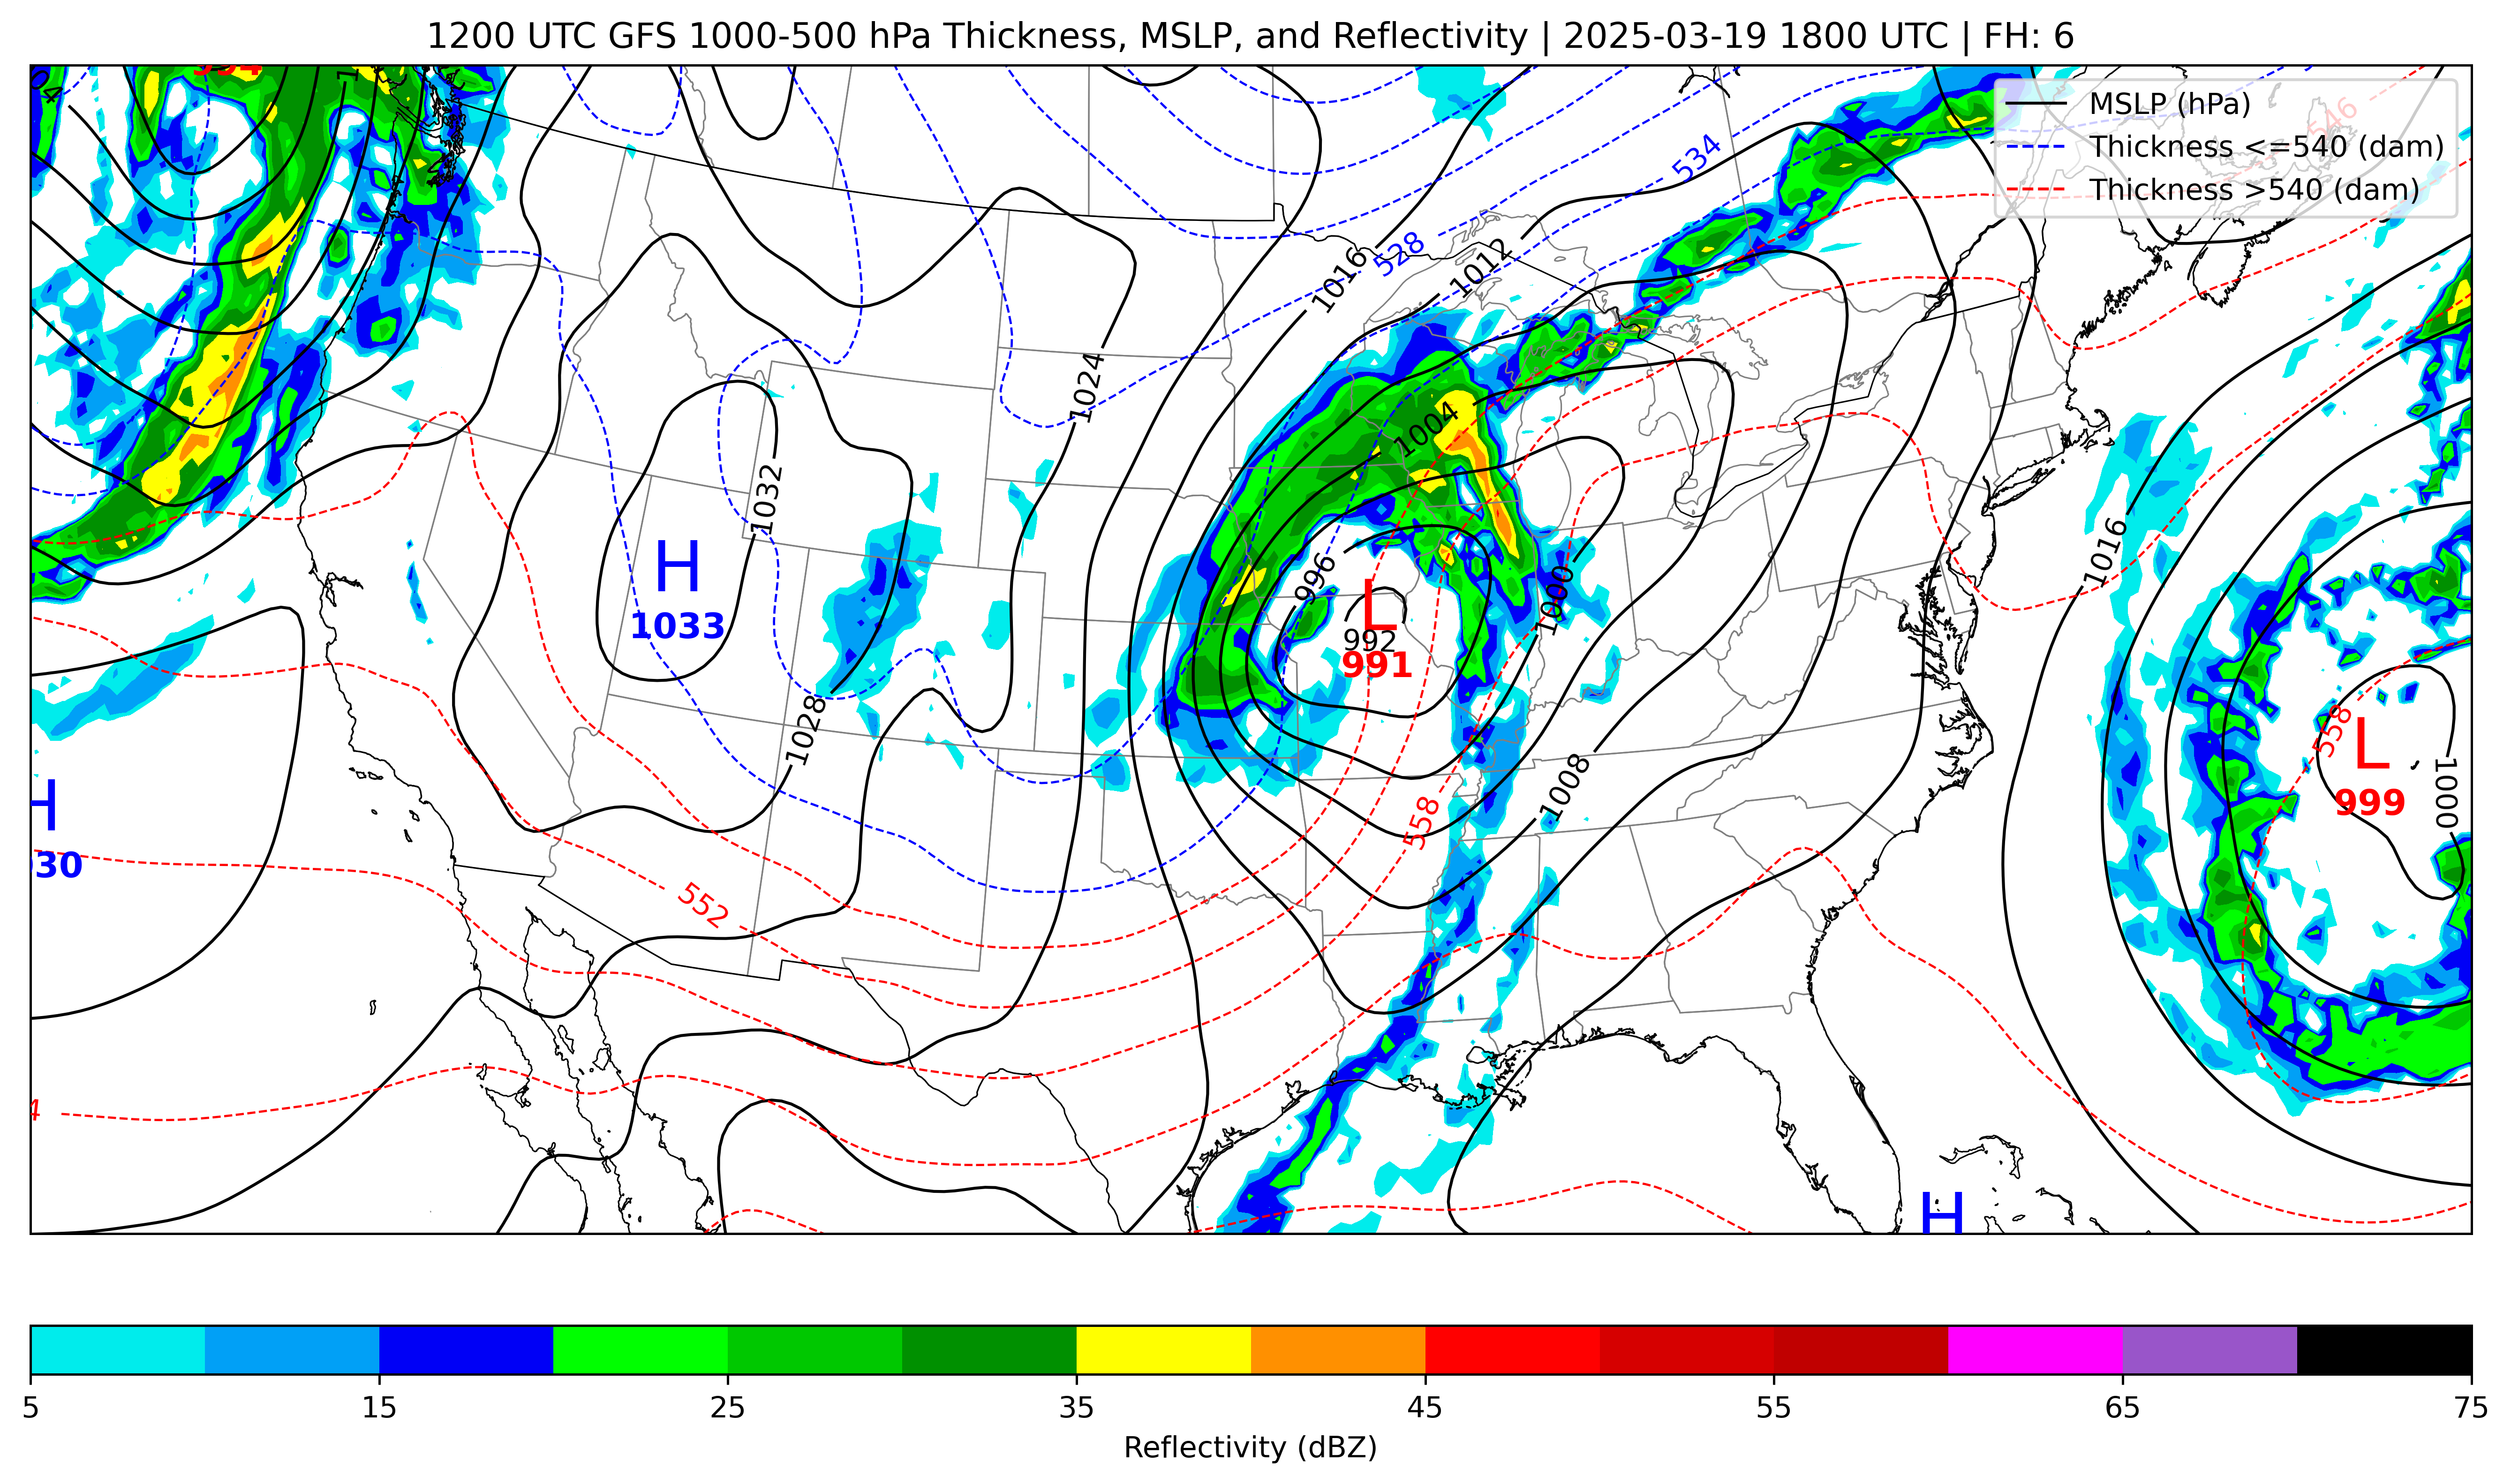 1200 UTC GFS 1000-500 hPa Thickness, MSLP, and Reflectivity | 2025-03-19 1800 UTC | FH: 6
MSLP (hPa)
Thickness <=540 (dam)
Thickness >540 (dam)
546
534
528
1016
1012
1024
1004
1032
H
1033
996
L
992
991
1000
1016
1028
1008
558
558
L
999
1000
H
552
H
5 15 25 35 45 55 65 75
Reflectivity (dBZ)